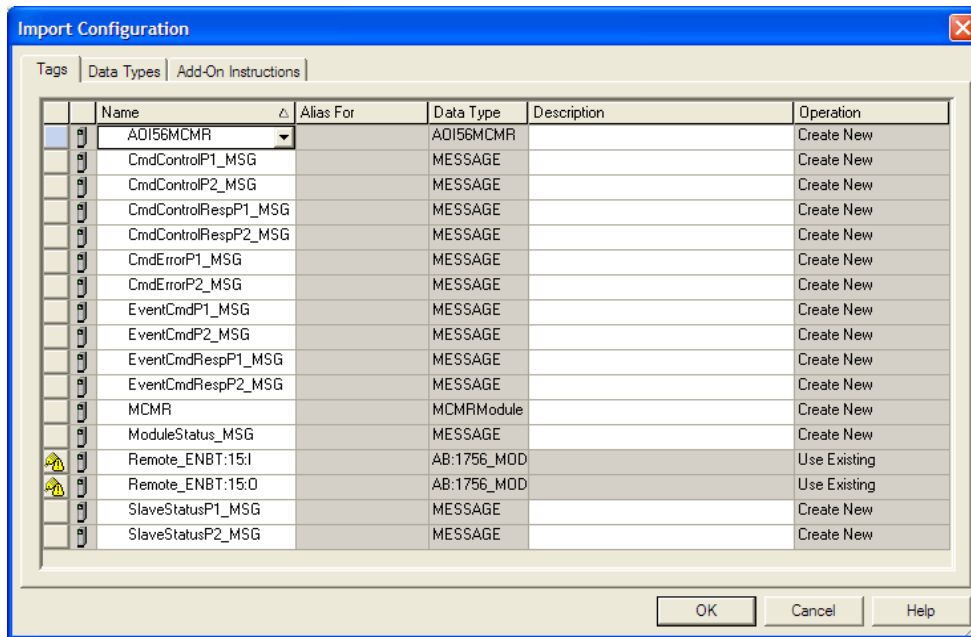 Import Configuration
Tags Data Types Add-On Instructions
Name Alias For Data Type Description Operation
AOI56MCMR AOI56MCMR Create New
CmdControlP1_MSG MESSAGE Create New
CmdControlP2_MSG MESSAGE Create New
CmdControlRespP1_MSG MESSAGE Create New
CmdControlRespP2_MSG MESSAGE Create New
CmdErrorP1_MSG MESSAGE Create New
CmdErrorP2_MSG MESSAGE Create New
EventCmdP1_MSG MESSAGE Create New
EventCmdP2_MSG MESSAGE Create New
EventCmdRespP1_MSG MESSAGE Create New
EventCmdRespP2_MSG MESSAGE Create New
MCMR MCMRModule Create New
ModuleStatus_MSG MESSAGE Create New
Remote_ENBT:15:I AB:1756_MOD Use Existing
Remote_ENBT:15:O AB:1756_MOD Use Existing
SlaveStatusP1_MSG MESSAGE Create New
SlaveStatusP2_MSG MESSAGE Create New
OK Cancel Help